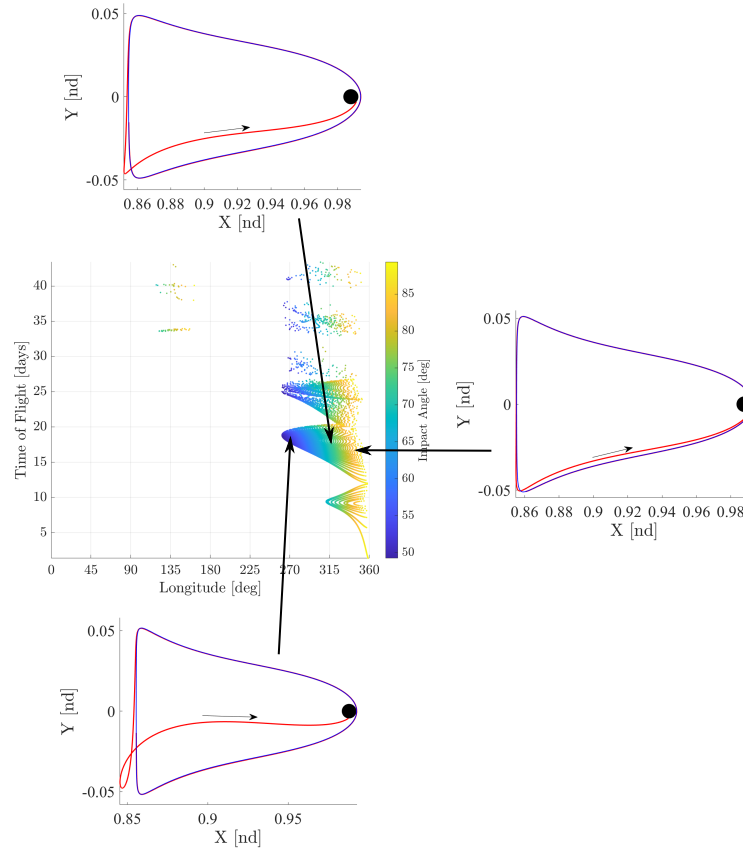 0.05
0
-0.05
Y [nd]
0.86 0.88 0.9 0.92 0.94 0.96 0.98
X [nd]
40
35
30
25
20
15
10
5
Time of Flight [days]
0 45 90 135 180 225 270 315 360
Longitude [deg]
85
80
75
70
65
60
55
50
Impact Angle [deg]
0.05
0
-0.05
Y [nd]
0.86 0.88 0.9 0.92 0.94 0.96 0.98
X [nd]
0.05
0
-0.05
Y [nd]
0.85 0.9 0.95
X [nd]